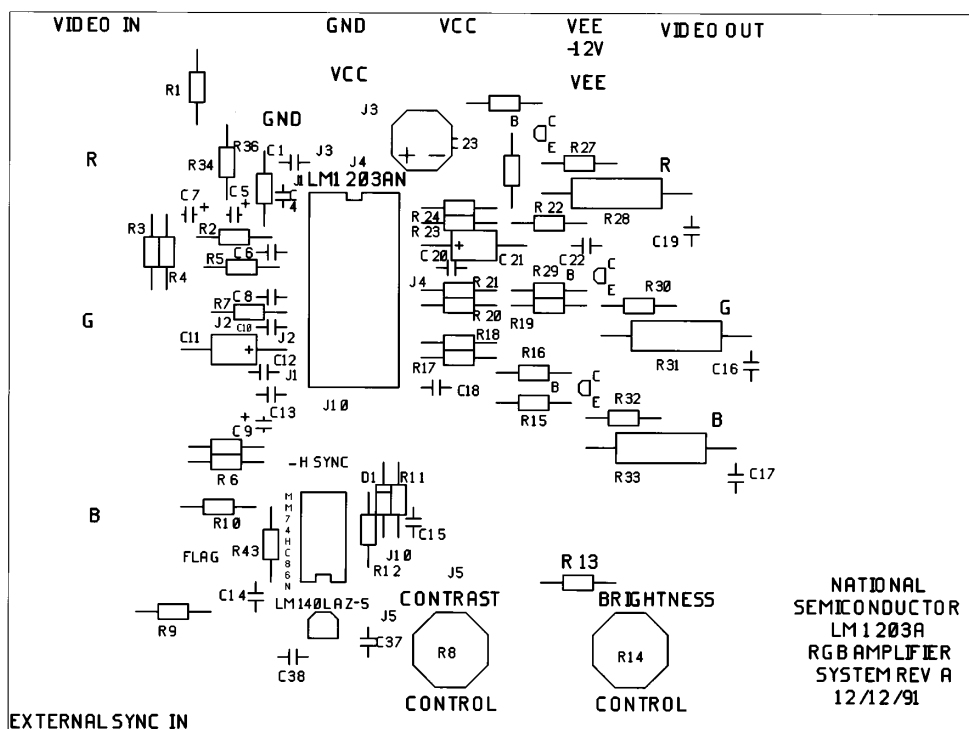 VIDEO IN GND VCC VEE VIDEO OUT
-12V
VCC VEE
R1
J3
GND
B C
C23
E R27
R R34 R36 C1 J3 J4 R
J1 LM1203AN
+ −
C4
C7 + C5 +
R3 R2 R24 R22 R28
R23 C19
R4 R5 C6 C20 + C21 C22
R29 B C
E R30
C8 J4 R21
R7 R20 R19 G
G J2 C10
C11 + J2 R18
C12 R17 R16 R31 C16
J1 C18 B C
C13 J10 R15 E R32
+ C9 B
R6 -H SYNC R33 C17
D1 R11
B R10 MM74HC86N
C15
FLAG R43 J10
R12 J5 R13
C14 LM140LAZ-5 CONTRAST BRIGHTNESS
R9 J5
C37 R8 R14
C38
CONTROL CONTROL
NATIONAL
SEMICONDUCTOR
LM1203A
RGB AMPLIFIER
SYSTEM REV A
12/12/91
EXTERNAL SYNC IN